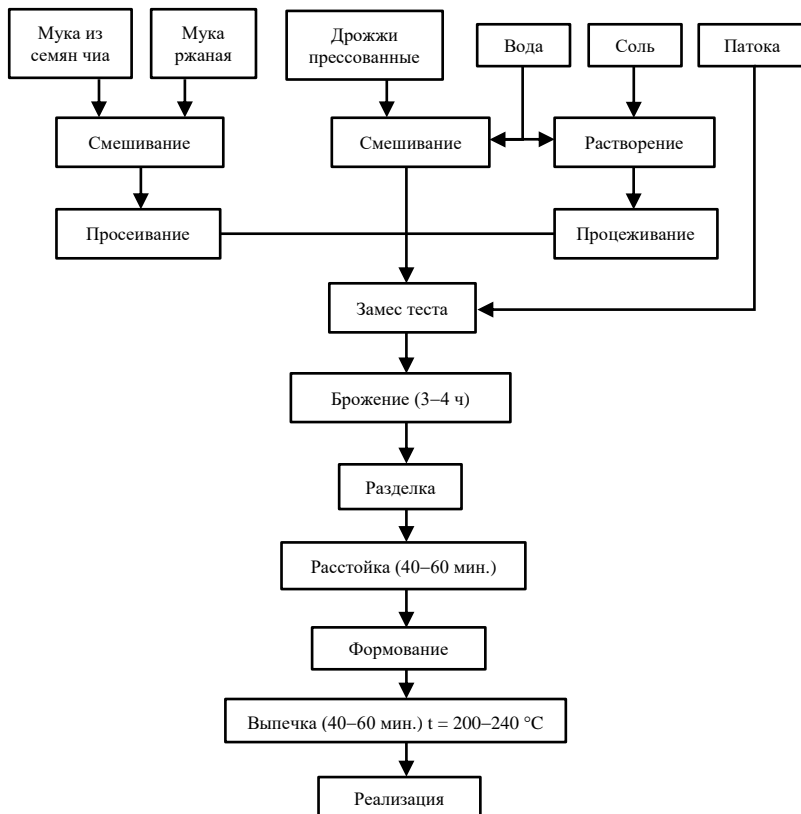 Мука из
семян чиа
Мука
ржаная
Дрожжи
прессованные
Вода
Соль
Патока
Смешивание
Смешивание
Растворение
Просеивание
Процеживание
Замес теста
Брожение (3–4 ч)
Разделка
Расстойка (40–60 мин.)
Формование
Выпечка (40–60 мин.) t = 200–240 °С
Реализация